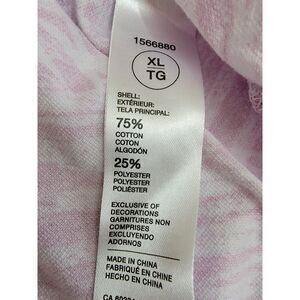 1566880
XL
TG
SHELL:
EXTÉRIEUR:
TELA PRINCIPAL:
75%
COTTON
COTON
ALGODÓN
25%
POLYESTER
POLYESTER
POLIÉSTER
EXCLUSIVE OF
DECORATIONS
GARNITURES NON
COMPRISES
EXCLUYENDO
ADORNOS
MADE IN CHINA
FABRIQUÉ EN CHINE
HECHO EN CHINA
CA